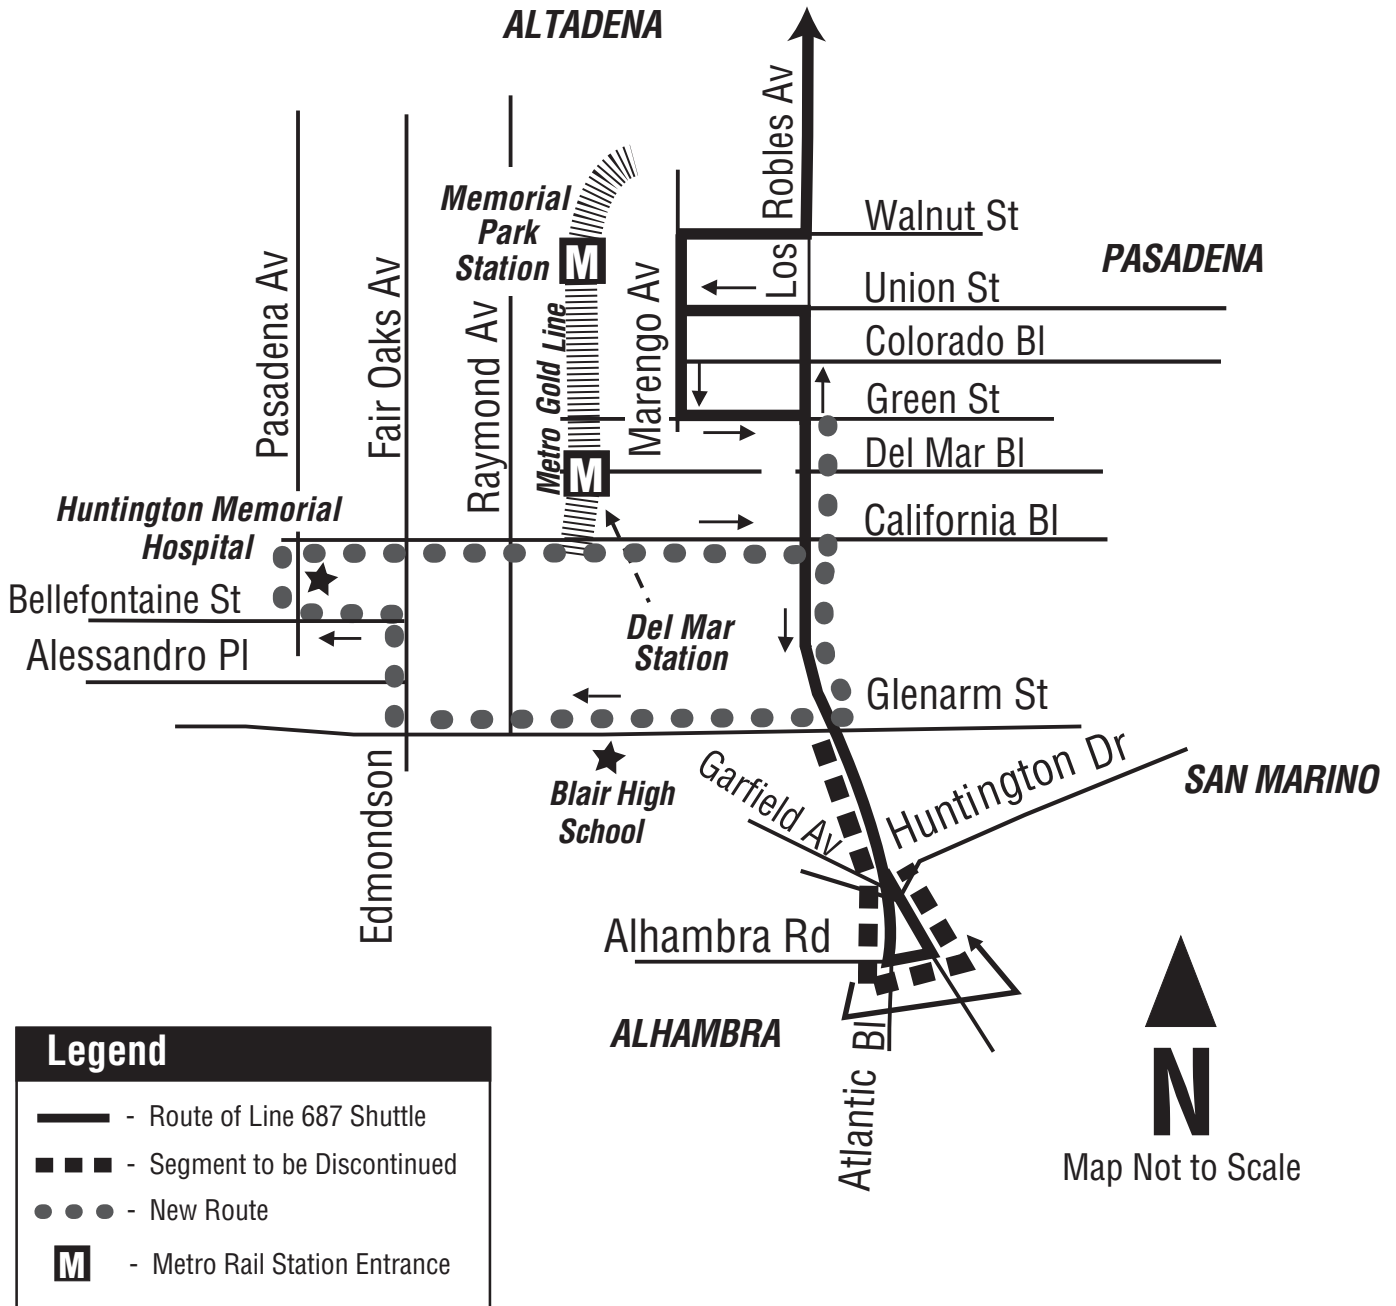 ALTADENA
Los Robles Av
Memorial
Park
Station
M
Walnut St
PASADENA
Pasadena Av
Fair Oaks Av
Raymond Av
Metro Gold Line
Marengo Av
Union St
Colorado Bl
Green St
Del Mar Bl
M
California Bl
Huntington Memorial
Hospital
Bellefontaine St
Alessandro Pl
Del Mar
Station
Glenarm St
Edmondson
Blair High
School
Garfield Av
Huntington Dr
SAN MARINO
Alhambra Rd
ALHAMBRA
Atlantic Bl
N
Map Not to Scale
Legend
- Route of Line 687 Shuttle
- Segment to be Discontinued
- New Route
M - Metro Rail Station Entrance